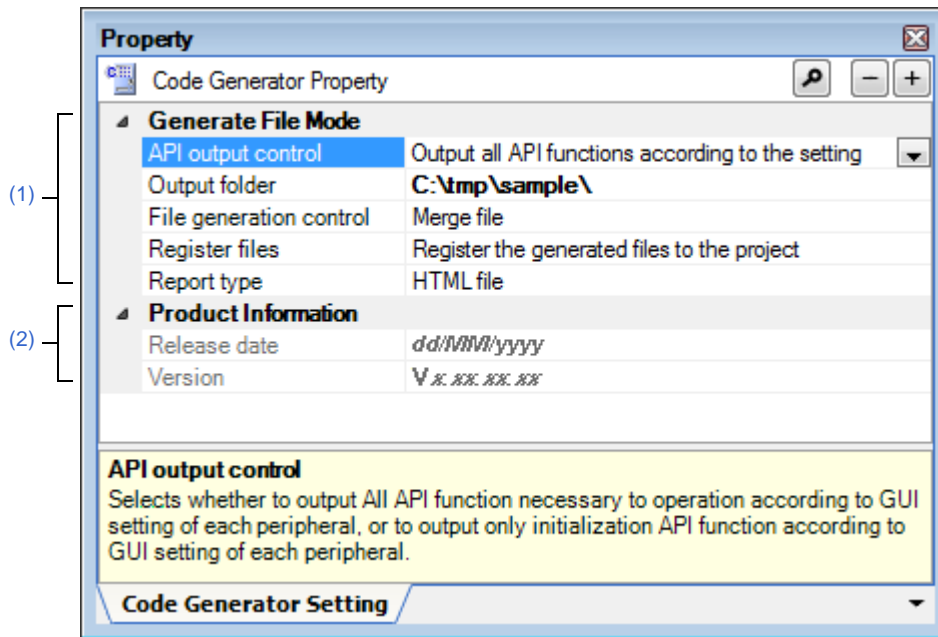 Property
Code Generator Property
(1)
Generate File Mode
API output control Output all API functions according to the setting
Output folder C:\tmp\sample\
File generation control Merge file
Register files Register the generated files to the project
Report type HTML file
(2)
Product Information
Release date dd/MM/yyyy
Version Vx.xx.xx.xx
API output control
Selects whether to output All API function necessary to operation according to GUI
setting of each peripheral, or to output only initialization API function according to
GUI setting of each peripheral.
Code Generator Setting